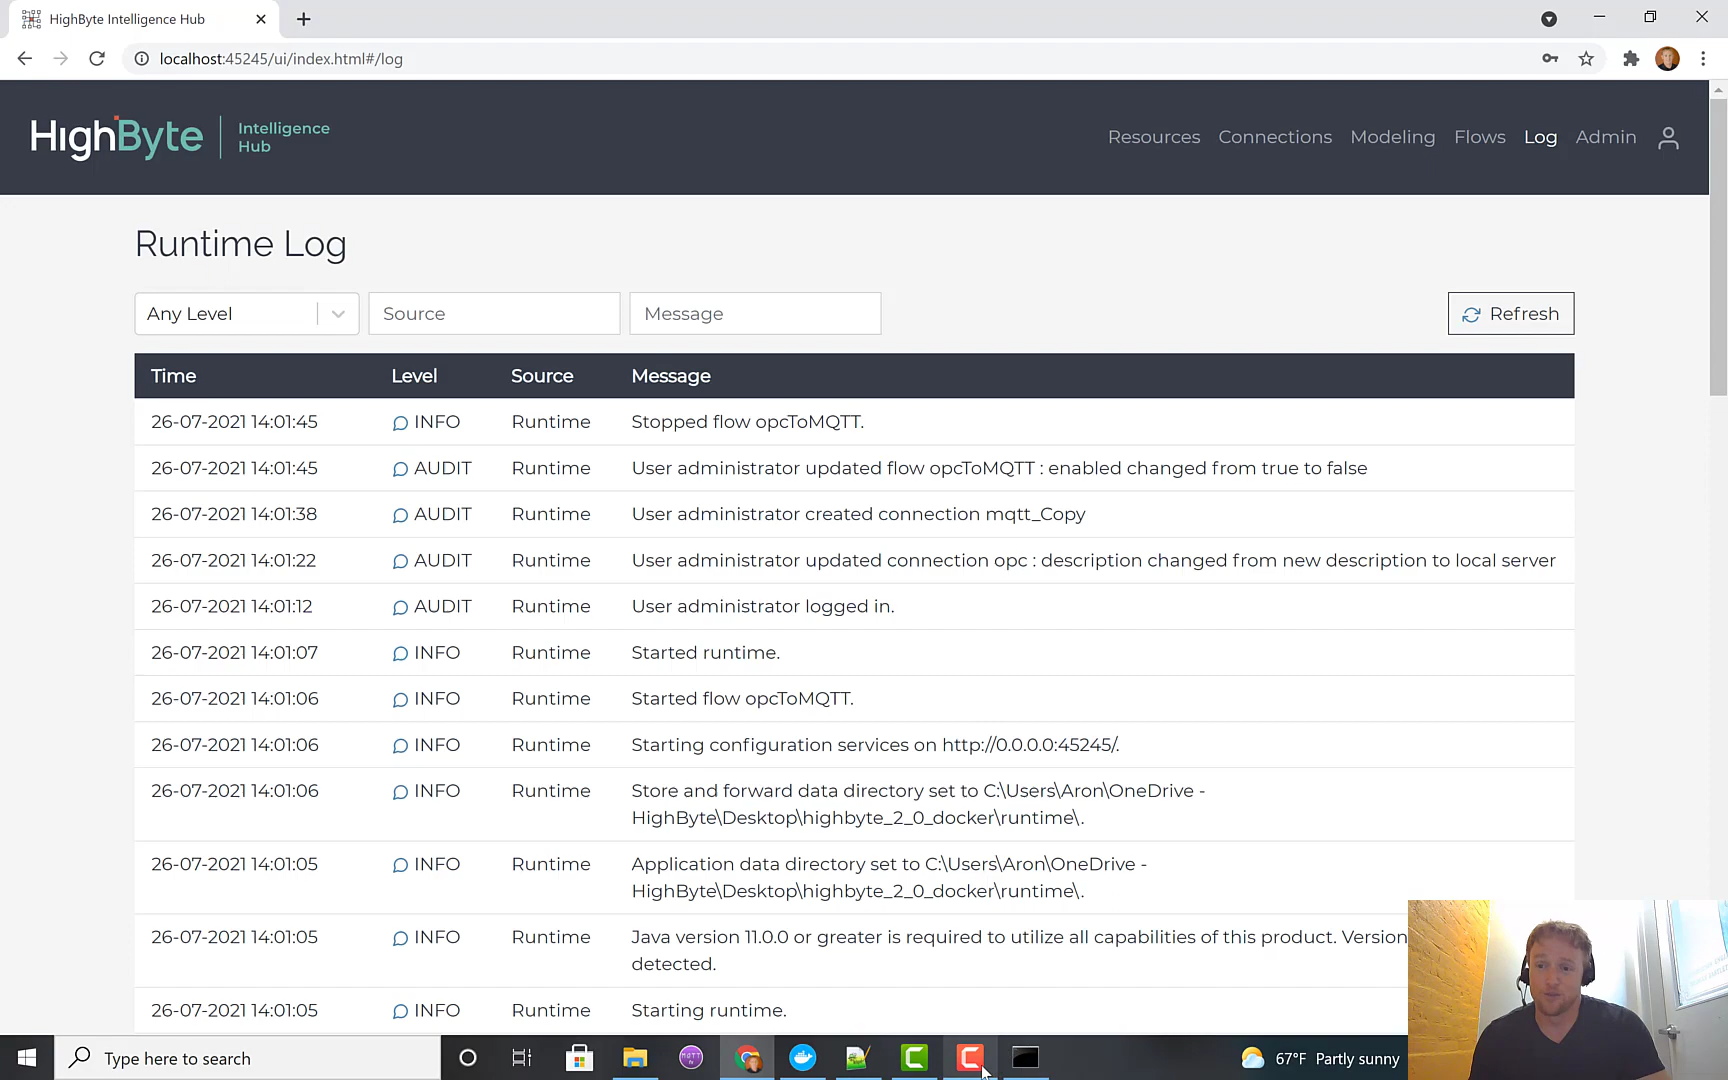 HighByte Intelligence Hub
localhost:45245/ui/index.html#/log
HighByte
Intelligence
Hub
Resources Connections Modeling Flows Log Admin
Runtime Log
Any Level Source Message Refresh
Time Level Source Message
26-07-2021 14:01:45 INFO Runtime Stopped flow opcToMQTT.
26-07-2021 14:01:45 AUDIT Runtime User administrator updated flow opcToMQTT : enabled changed from true to false
26-07-2021 14:01:38 AUDIT Runtime User administrator created connection mqtt_Copy
26-07-2021 14:01:22 AUDIT Runtime User administrator updated connection opc : description changed from new description to local server
26-07-2021 14:01:12 AUDIT Runtime User administrator logged in.
26-07-2021 14:01:07 INFO Runtime Started runtime.
26-07-2021 14:01:06 INFO Runtime Started flow opcToMQTT.
26-07-2021 14:01:06 INFO Runtime Starting configuration services on http://0.0.0.0:45245/.
26-07-2021 14:01:06 INFO Runtime Store and forward data directory set to C:\Users\Aron\OneDrive -
HighByte\Desktop\highbyte_2_0_docker\runtime\.
26-07-2021 14:01:05 INFO Runtime Application data directory set to C:\Users\Aron\OneDrive -
HighByte\Desktop\highbyte_2_0_docker\runtime\.
26-07-2021 14:01:05 INFO Runtime Java version 11.0.0 or greater is required to utilize all capabilities of this product. Version
detected.
26-07-2021 14:01:05 INFO Runtime Starting runtime.
Type here to search 67°F Partly sunny